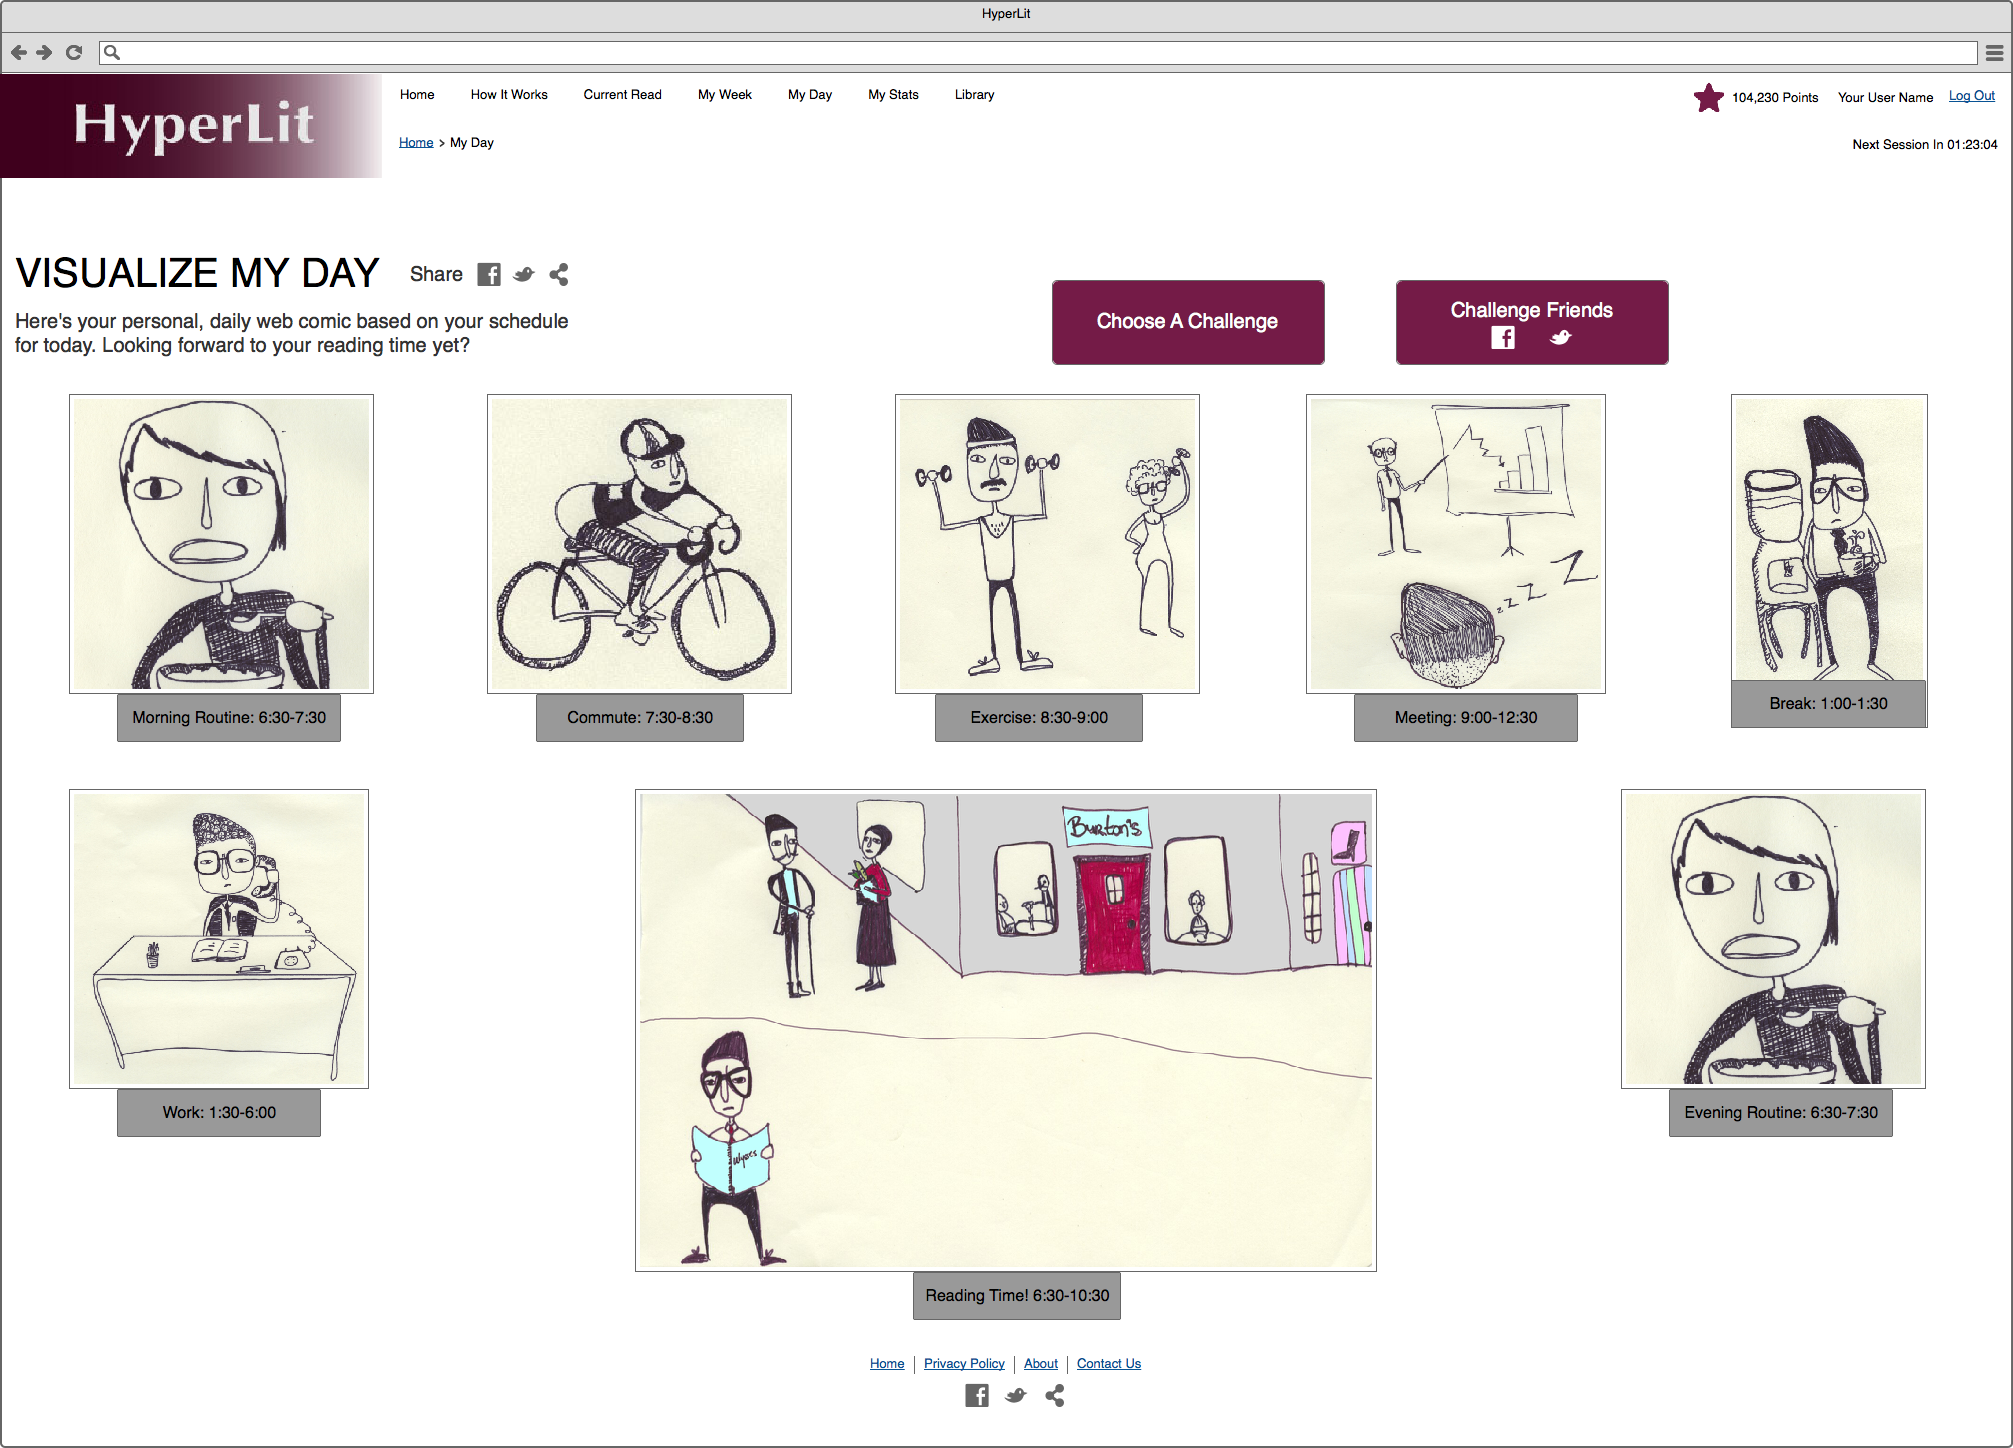 HyperLit
HyperLit
Home How It Works Current Read My Week My Day My Stats Library
104,230 Points Your User Name Log Out
Home > My Day
Next Session In 01:23:04
VISUALIZE MY DAY Share
Here's your personal, daily web comic based on your schedule
for today. Looking forward to your reading time yet?
Choose A Challenge
Challenge Friends
z z Z Z Z
Morning Routine: 6:30-7:30
Commute: 7:30-8:30
Exercise: 8:30-9:00
Meeting: 9:00-12:30
Break: 1:00-1:30
Burton's
Work: 1:30-6:00
Reading Time! 6:30-10:30
Evening Routine: 6:30-7:30
Home | Privacy Policy | About | Contact Us